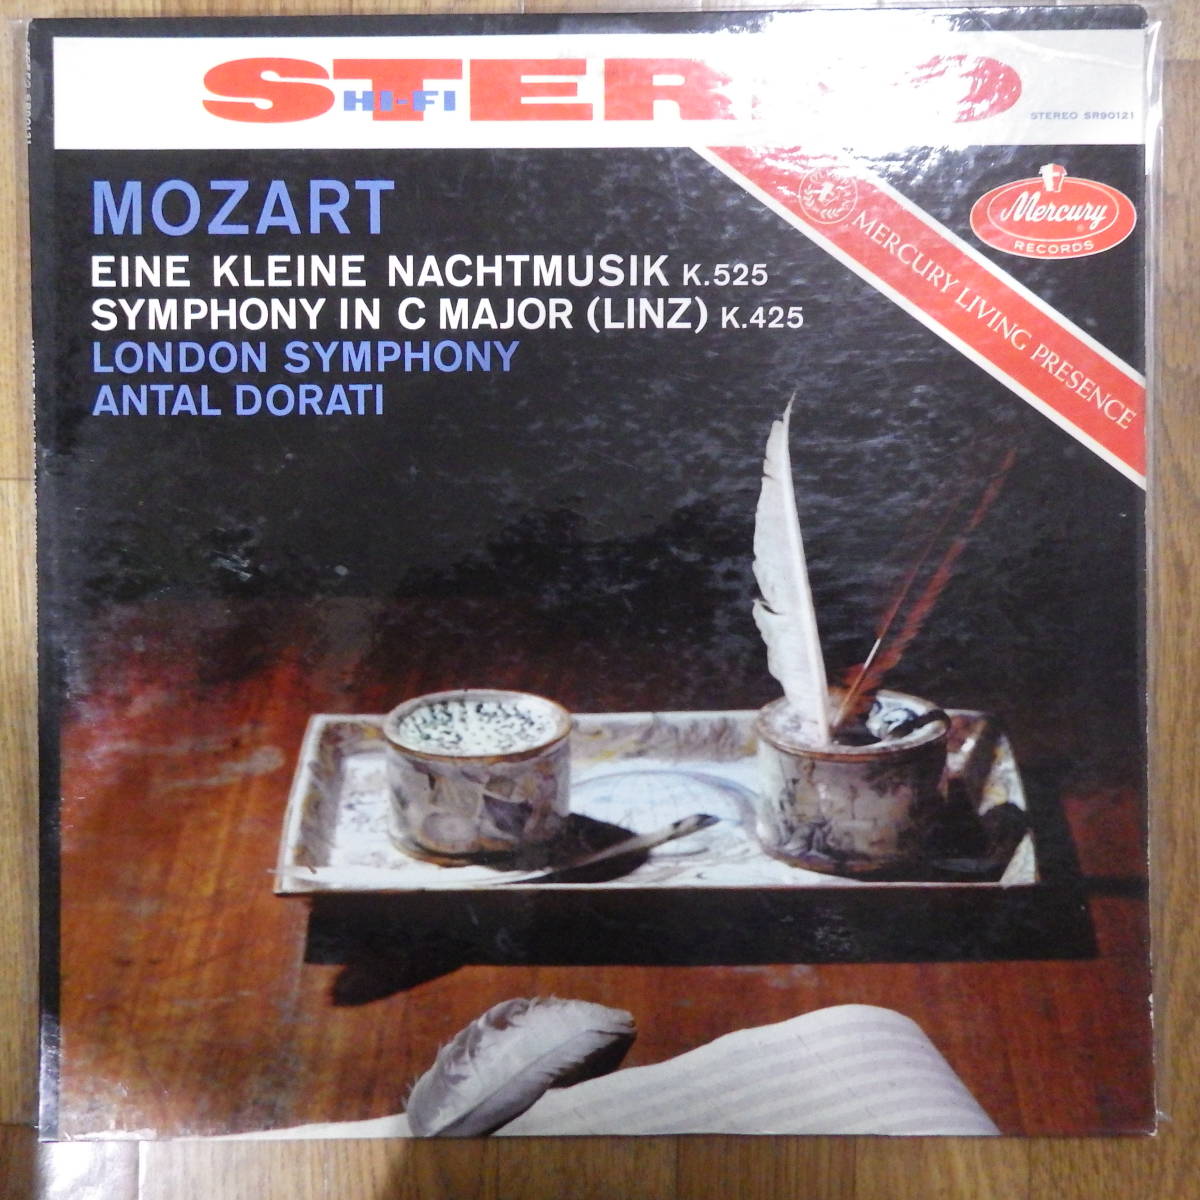 STEREO
HI-FI
STEREO SR90121
MOZART
EINE KLEINE NACHTMUSIK K.525
SYMPHONY IN C MAJOR (LINZ) K.425
LONDON SYMPHONY
ANTAL DORATI
MERCURY LIVING PRESENCE
Mercury
RECORDS